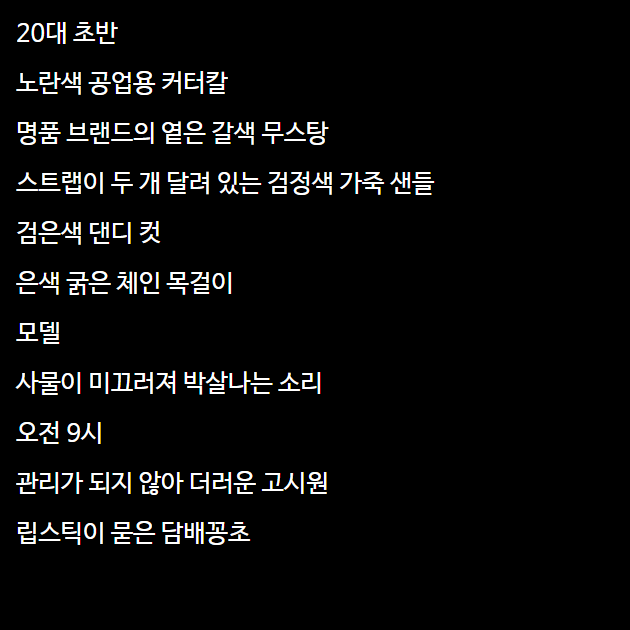 20대 초반
노란색 공업용 커터칼
명품 브랜드의 옅은 갈색 무스탕
스트랩이 두 개 달려 있는 검정색 가죽 샌들
검은색 댄디 컷
은색 굵은 체인 목걸이
모델
사물이 미끄러져 박살나는 소리
오전 9시
관리가 되지 않아 더러운 고시원
립스틱이 묻은 담배꽁초